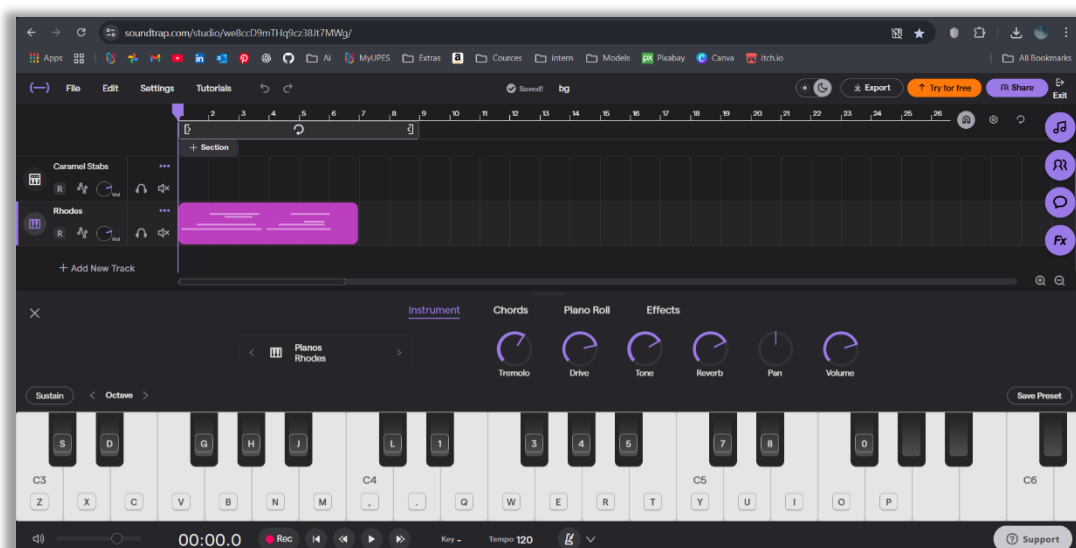 soundtrap.com/studio/we8ccD9mTHq9cz38Jt7MWg/
Apps MyUPES Extras Cources intern Models Pixabay Canva itch.io All Bookmarks
Ai
File Edit Settings Tutorials Saved! bg Export Try for free Share Exit
2 3 4 5 6 7 8 9 10 11 12 13 14 15 16 17 18 19 20 21 22 23 24 25 26
+ Section
Caramel Stabs
R Vol
Rhodes
R Vol
+ Add New Track
Fx
Instrument Chords Piano Roll Effects
Pianos
Rhodes
Tremolo Drive Tone Reverb Pan Volume
Sustain < Octave > Save Preset
S D G H J L 1 3 4 5 7 8 0
C3 C4 C5 C6
Z X C V B N M , . Q W E R T Y U I O P
00:00.0 Rec Key - Tempo 120 Support